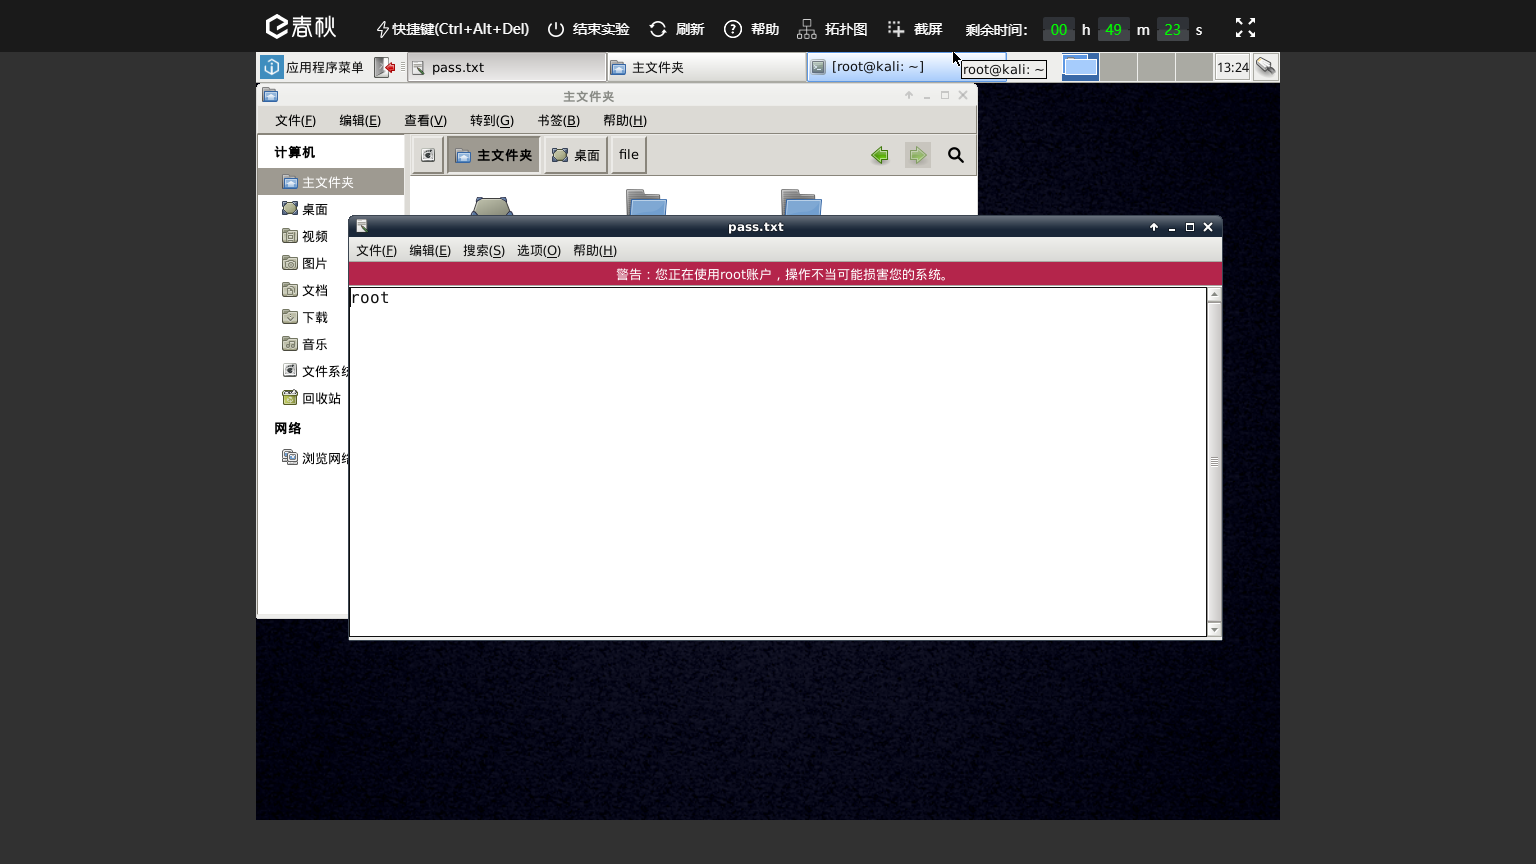 春秋 快捷键(Ctrl+Alt+Del) 结束实验 刷新 帮助 拓扑图 截屏 剩余时间: 00 h 49 m 23 s
应用程序菜单 pass.txt 主文件夹 [root@kali: ~] root@kali: ~ 13:24
主文件夹
文件(F) 编辑(E) 查看(V) 转到(G) 书签(B) 帮助(H)
计算机
主文件夹 桌面 file
主文件夹
桌面
视频
图片
文档
下载
音乐
文件系统
回收站
网络
浏览网络
pass.txt
文件(F) 编辑(E) 搜索(S) 选项(O) 帮助(H)
警告：您正在使用root账户，操作不当可能损害您的系统。
root